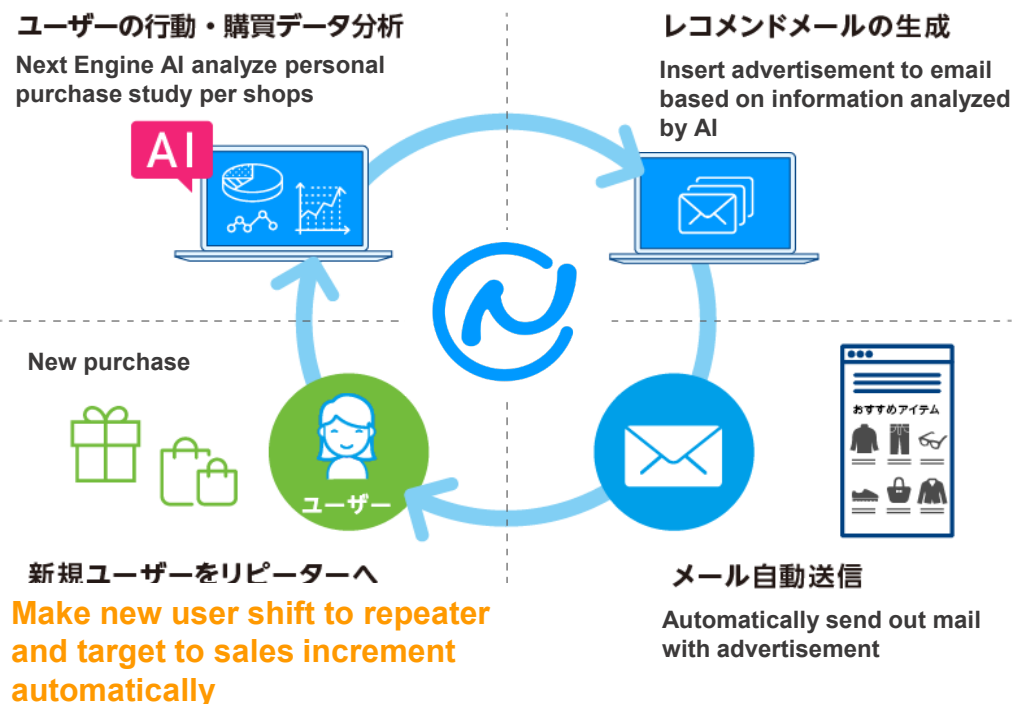 ユーザーの行動・購買データ分析
Next Engine AI analyze personal
purchase study per shops
AI
レコメンドメールの生成
Insert advertisement to email
based on information analyzed
by AI
New purchase
ユーザー
新規ユーザーをリピーターへ
Make new user shift to repeater
and target to sales increment
automatically
おすすめアイテム
メール自動送信
Automatically send out mail
with advertisement